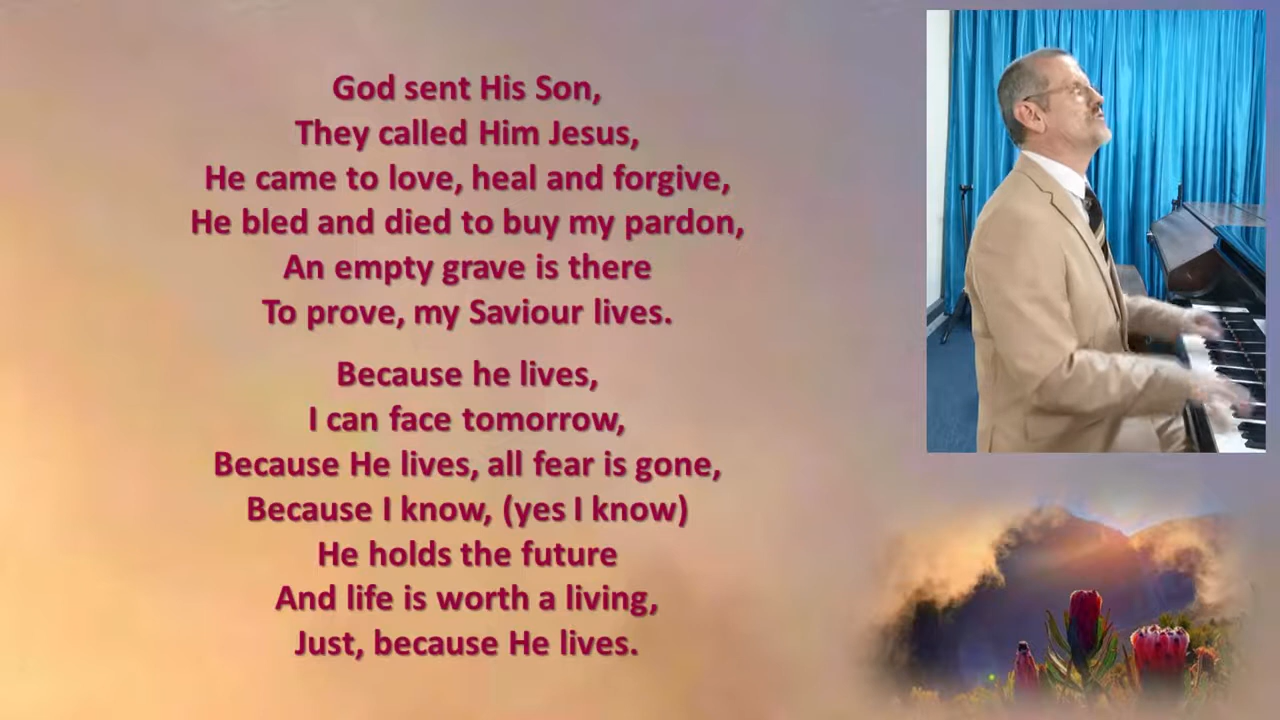 God sent His Son,
They called Him Jesus,
He came to love, heal and forgive,
He bled and died to buy my pardon,
An empty grave is there
To prove, my Saviour lives.
Because he lives,
I can face tomorrow,
Because He lives, all fear is gone,
Because I know, (yes I know)
He holds the future
And life is worth a living,
Just, because He lives.